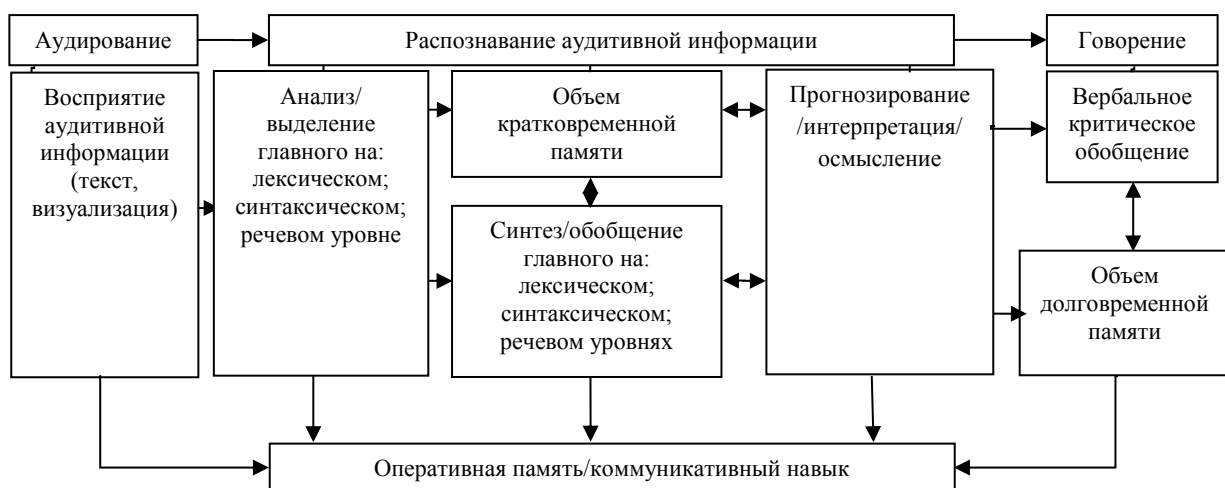 Аудирование
Распознавание аудитивной информации
Говорение
Восприятие
аудитивной
информации
(текст,
визуализация)
Анализ/
выделение
главного на:
лексическом;
синтаксическом;
речевом уровне
Объем
кратковременной
памяти
Синтез/обобщение
главного на:
лексическом;
синтаксическом;
речевом уровнях
Прогнозирование
/интерпретация/
осмысление
Вербальное
критическое
обобщение
Объем
долговременной
памяти
Оперативная память/коммуникативный навык